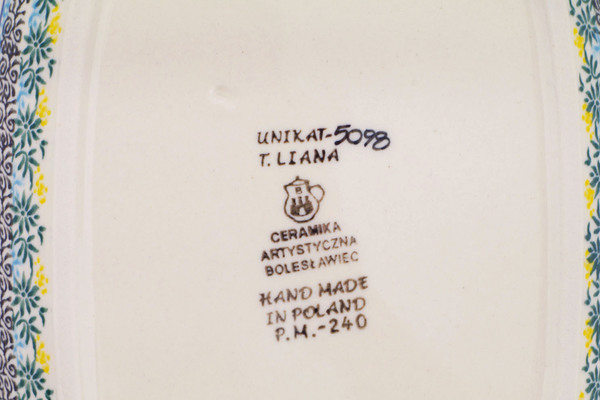 UNIKAT-5098
T. LIANA
B
CERAMIKA
ARTYSTYCZNA
BOLESŁAWIEC
HAND MADE
IN POLAND
P.M.-240